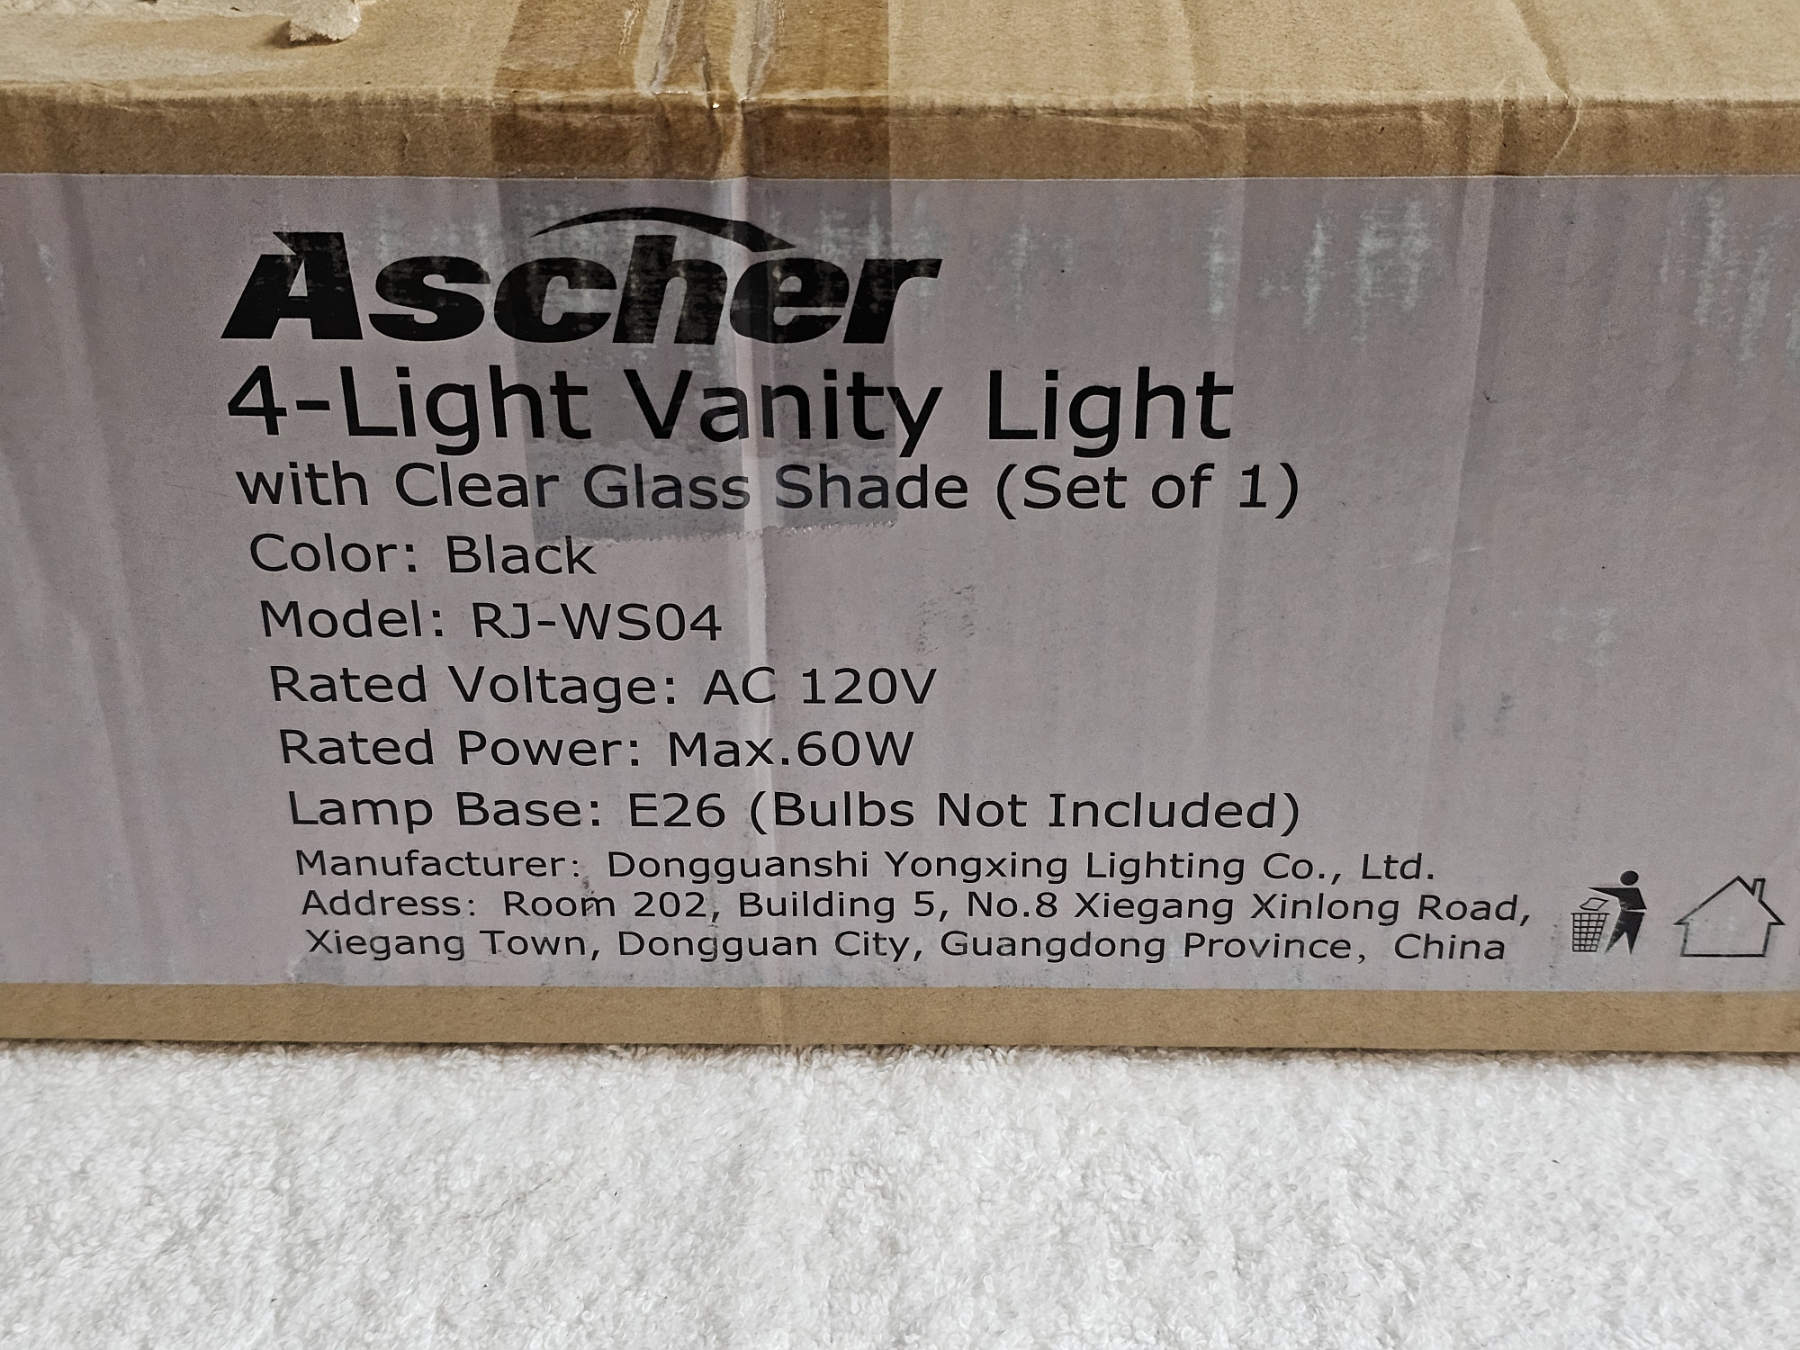 Ascher
4-Light Vanity Light
with Clear Glass Shade (Set of 1)
Color: Black
Model: RJ-WS04
Rated Voltage: AC 120V
Rated Power: Max.60W
Lamp Base: E26 (Bulbs Not Included)
Manufacturer: Dongguanshi Yongxing Lighting Co., Ltd.
Address: Room 202, Building 5, No.8 Xiegang Xinlong Road,
Xiegang Town, Dongguan City, Guangdong Province, China